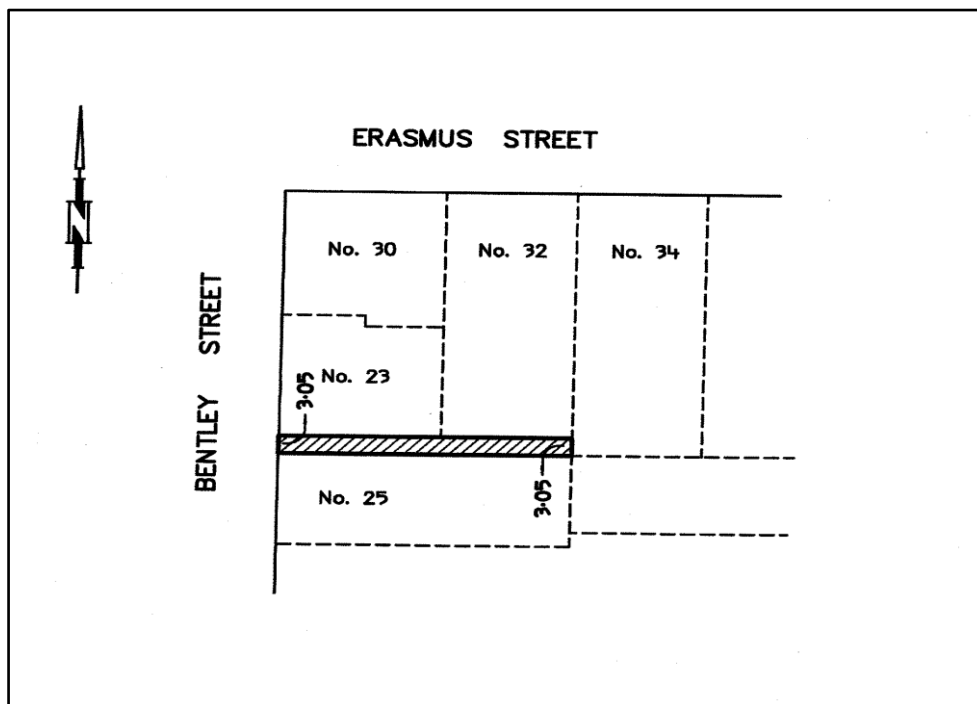 ERASMUS STREET
No. 30
No. 32
No. 34
BENTLEY STREET
No. 23
3.05
No. 25
3.05
N